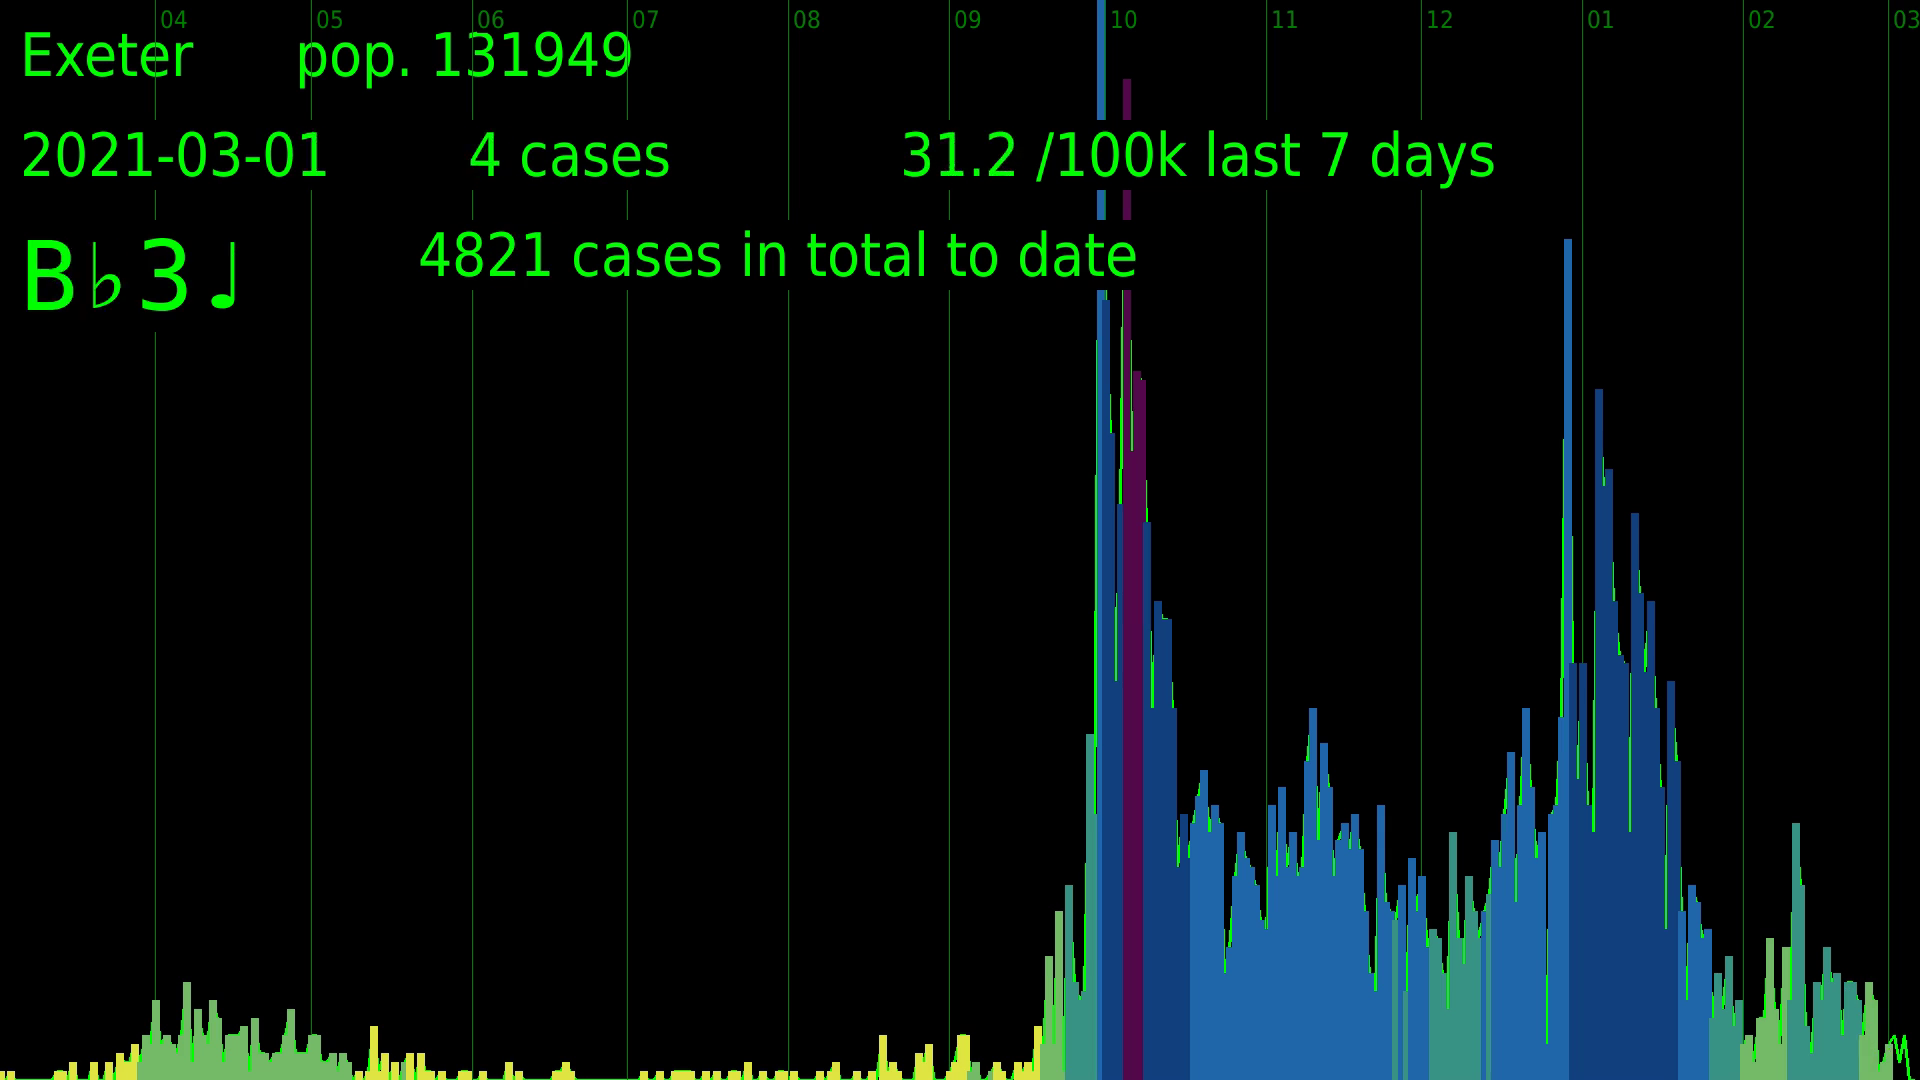 04 05 06 07 08 09 10 11 12 01 02 03
Exeter pop. 131949
2021-03-01 4 cases 31.2 /100k last 7 days
B♭3♩ 4821 cases in total to date